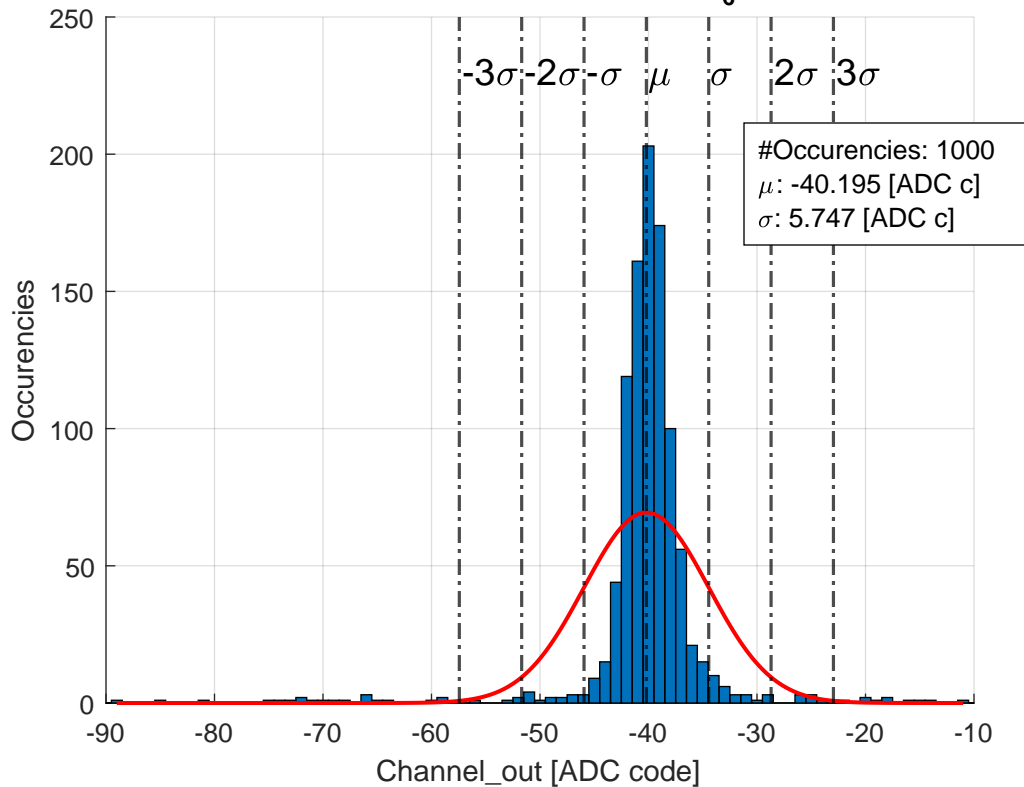 250
-3σ -2σ -σ μ σ 2σ 3σ
#Occurencies: 1000
μ: -40.195 [ADC c]
σ: 5.747 [ADC c]
200
150
100
50
0
Occurencies
-90 -80 -70 -60 -50 -40 -30 -20 -10
Channel_out [ADC code]